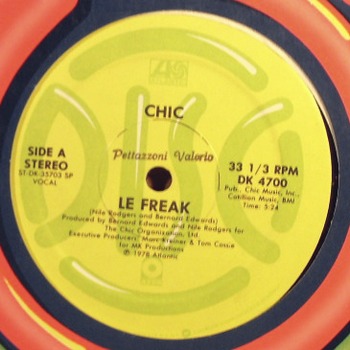 CHIC
SIDE A
STEREO
ST-DK-35703 SP
VOCAL
Pettazzoni Valerio
33 1/3 RPM
DK 4700
Pub., Chic Music, Inc.,
Cotillion Music, BMI
Time: 5:24
LE FREAK
(Nile Rodgers and Bernard Edwards)
Produced by Bernard Edwards and Nile Rodgers for
The Chic Organization, Ltd.
Executive Producers: Marc Kreiner & Tom Cossie
for MK Productions
© 1978 Atlantic